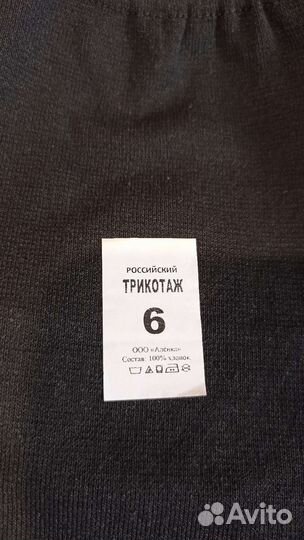 РОССИЙСКИЙ
ТРИКОТАЖ
6
ООО «Алёнка»
Состав: 100% хлопок
Avito